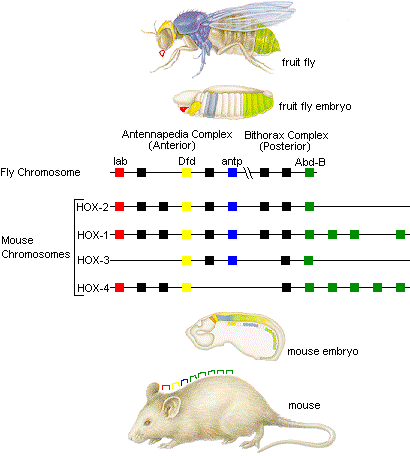 fruit fly
fruit fly embryo
Antennapedia Complex
(Anterior)
Bithorax Complex
(Posterior)
lab
Dfd
antp
Abd-B
Fly Chromosome
HOX-2
HOX-1
Mouse
Chromosomes
HOX-3
HOX-4
mouse embryo
mouse